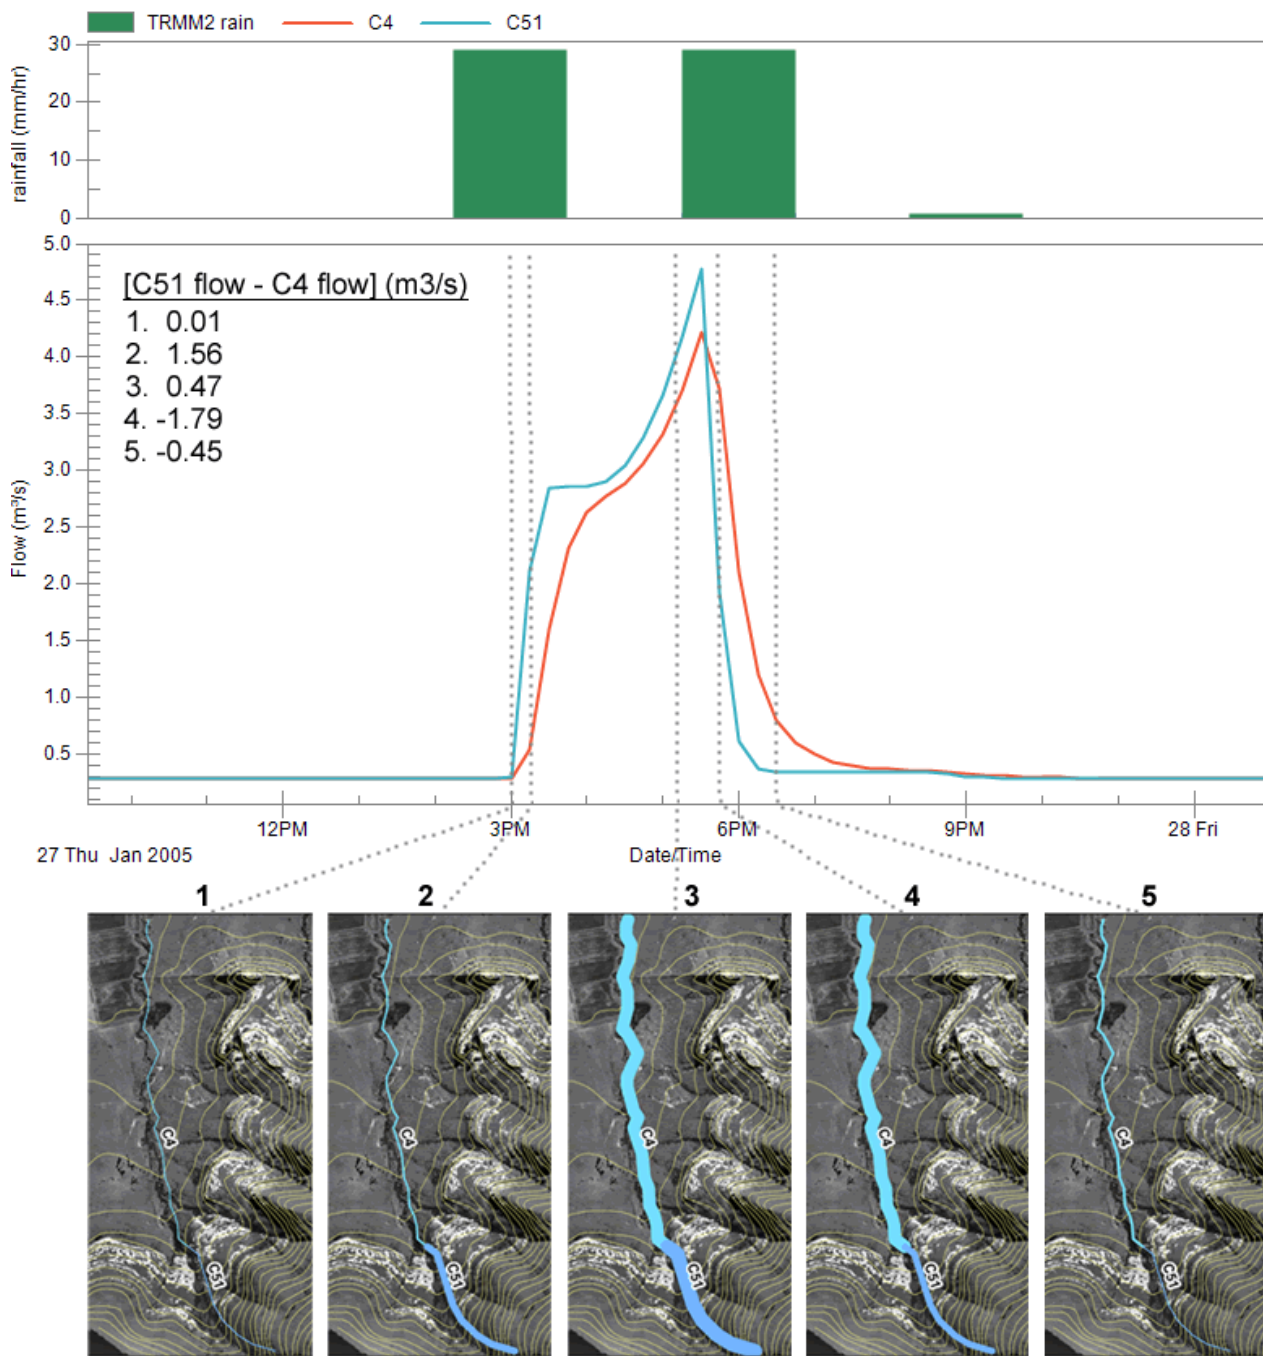 TRMM2 rain C4 C51
rainfall (mm/hr)
30
20
10
0
Flow (m³/s)
5.0
4.5
4.0
3.5
3.0
2.5
2.0
1.5
1.0
0.5
[C51 flow - C4 flow] (m3/s)
1. 0.01
2. 1.56
3. 0.47
4. -1.79
5. -0.45
12PM 3PM 6PM 9PM 28 Fri
27 Thu Jan 2005 Date/Time
1 2 3 4 5
C4 C4 C4 C4 C4
C51 C51 C51 C51 C51